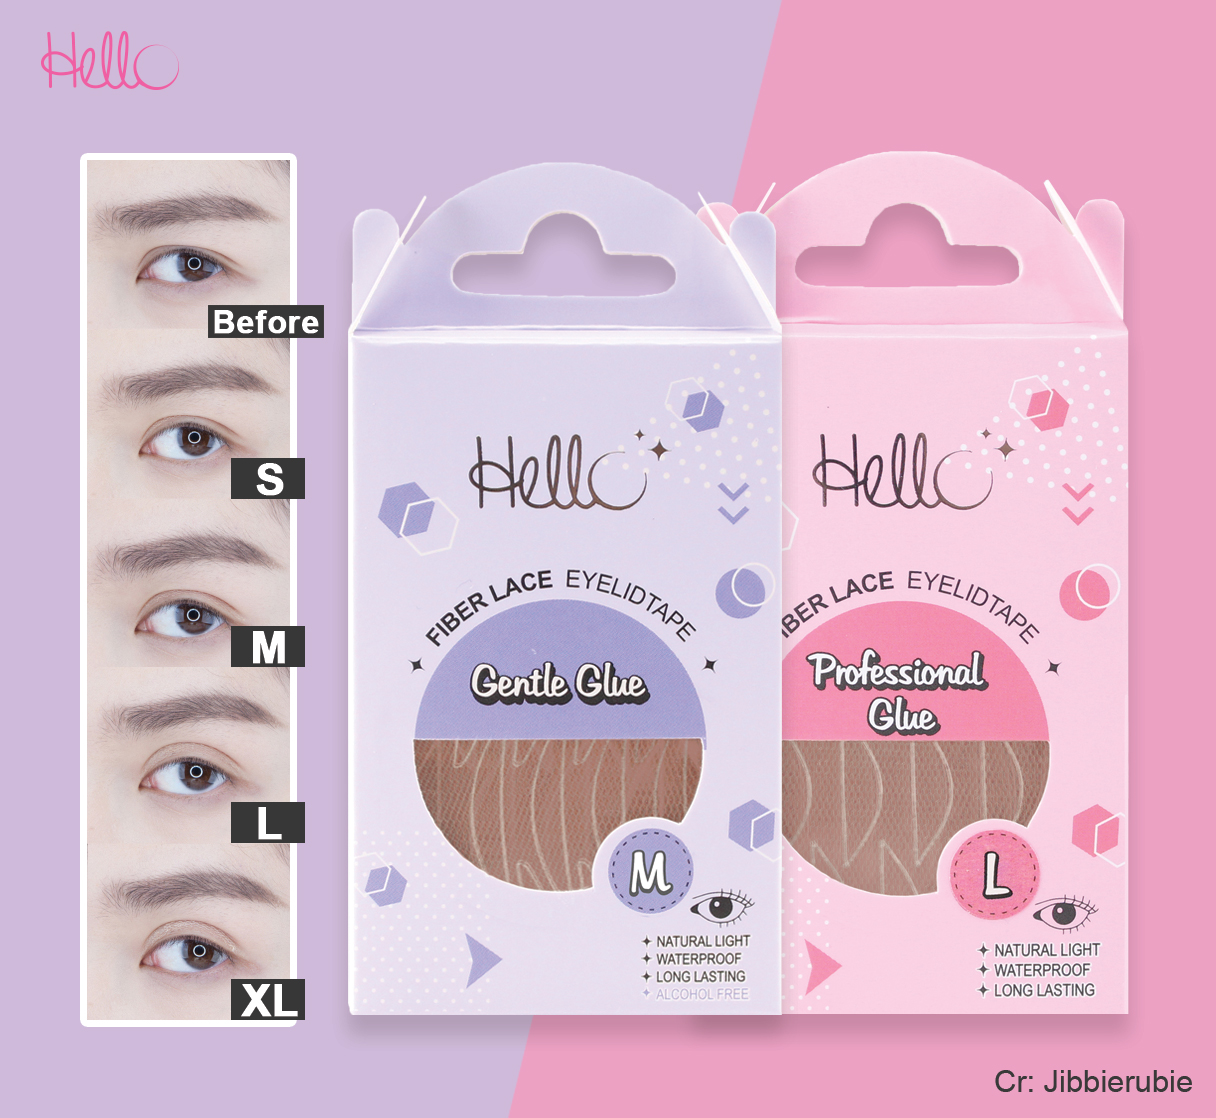 Hello
Before
S
M
L
XL
Hello
FIBER LACE EYELIDTAPE
Gentle Glue
M
NATURAL LIGHT
WATERPROOF
LONG LASTING
ALCOHOL FREE
Hello
IBER LACE EYELIDTAPE
Professional
Glue
L
NATURAL LIGHT
WATERPROOF
LONG LASTING
Cr: Jibbierubie